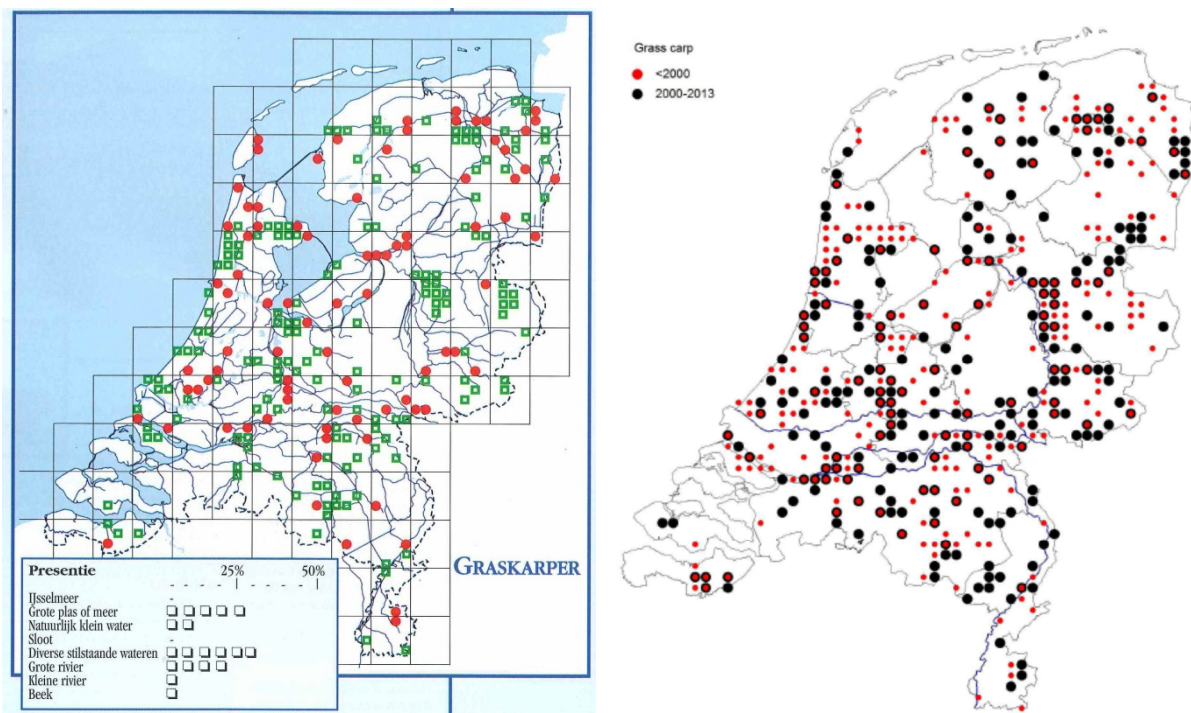 GRASKARPER
Presentie 25% 50%
IJsselmeer -
Grote plas of meer
Natuurlijk klein water
Sloot -
Diverse stilstaande wateren
Grote rivier
Kleine rivier
Beek
Grass carp
<2000
2000-2013